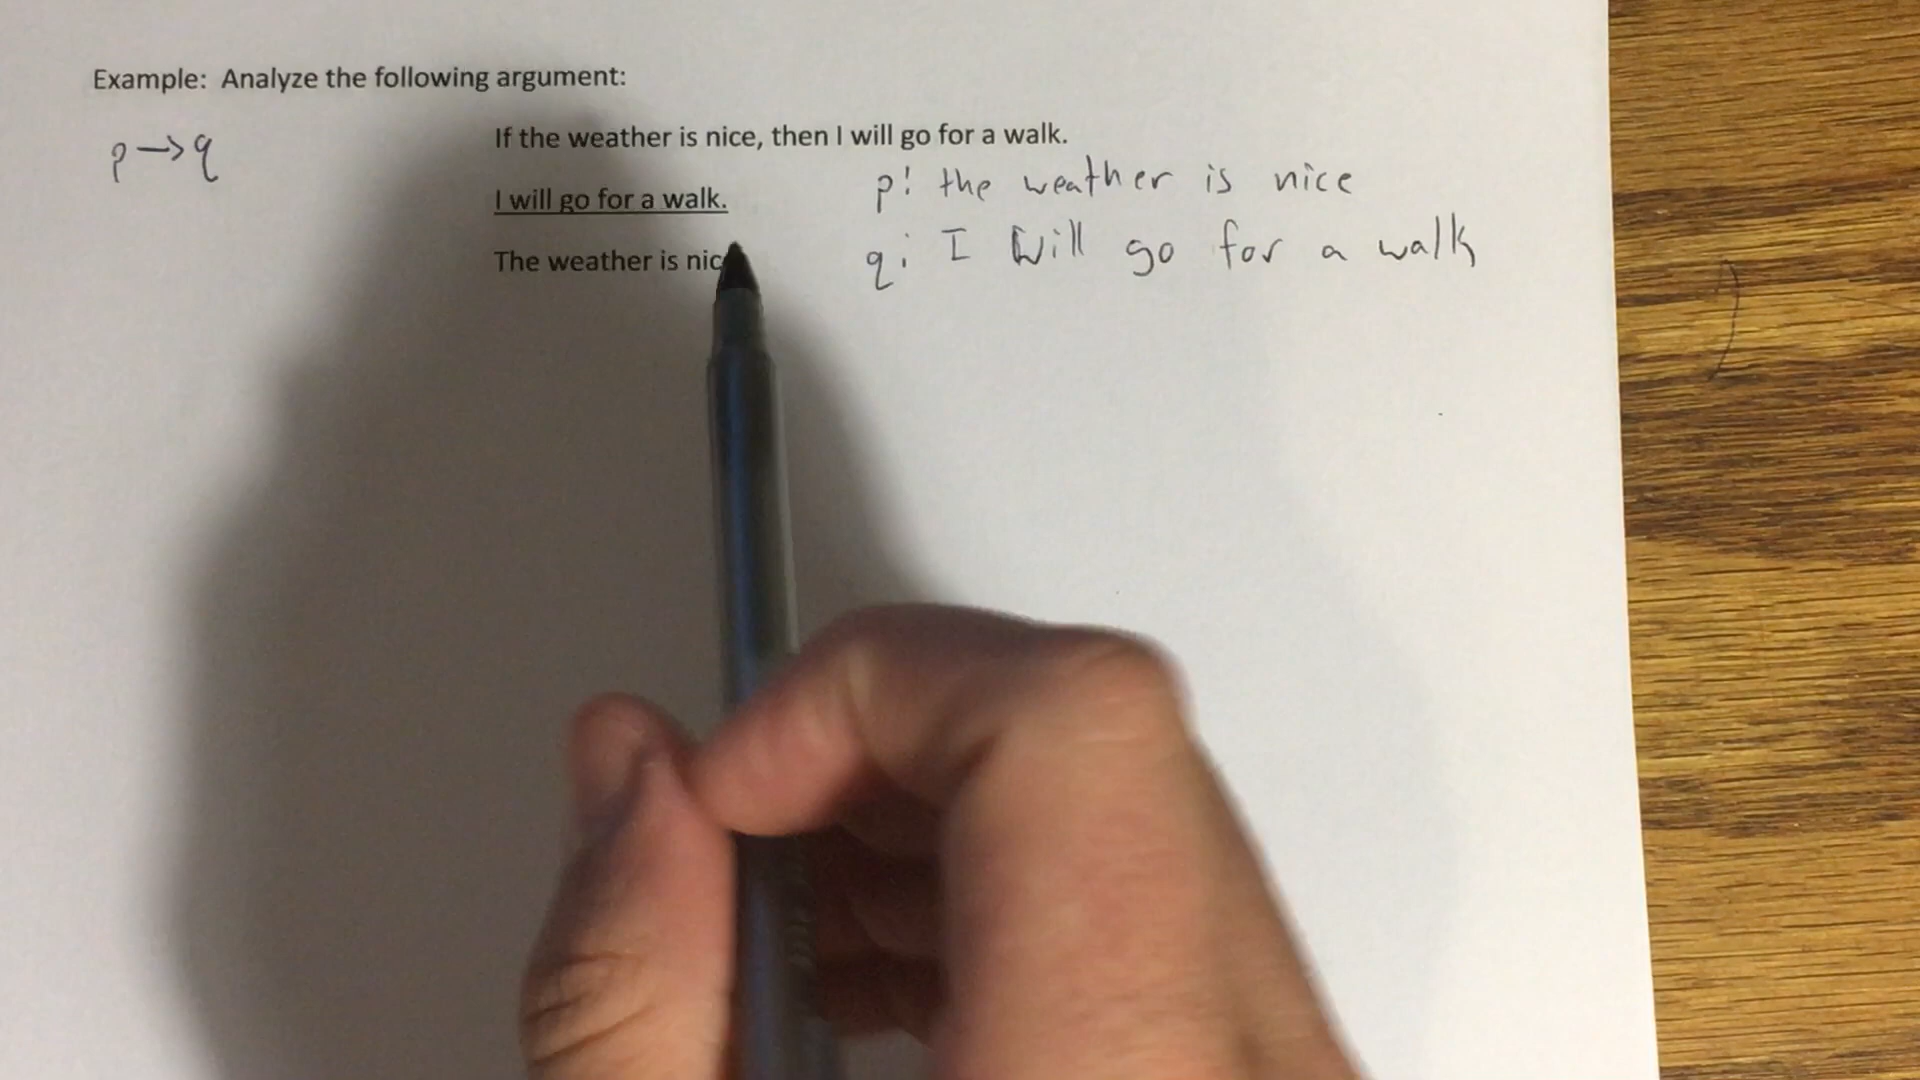 Example: Analyze the following argument:
p → q
If the weather is nice, then I will go for a walk.
I will go for a walk.
The weather is nic
p: the weather is nice
q: I will go for a walk